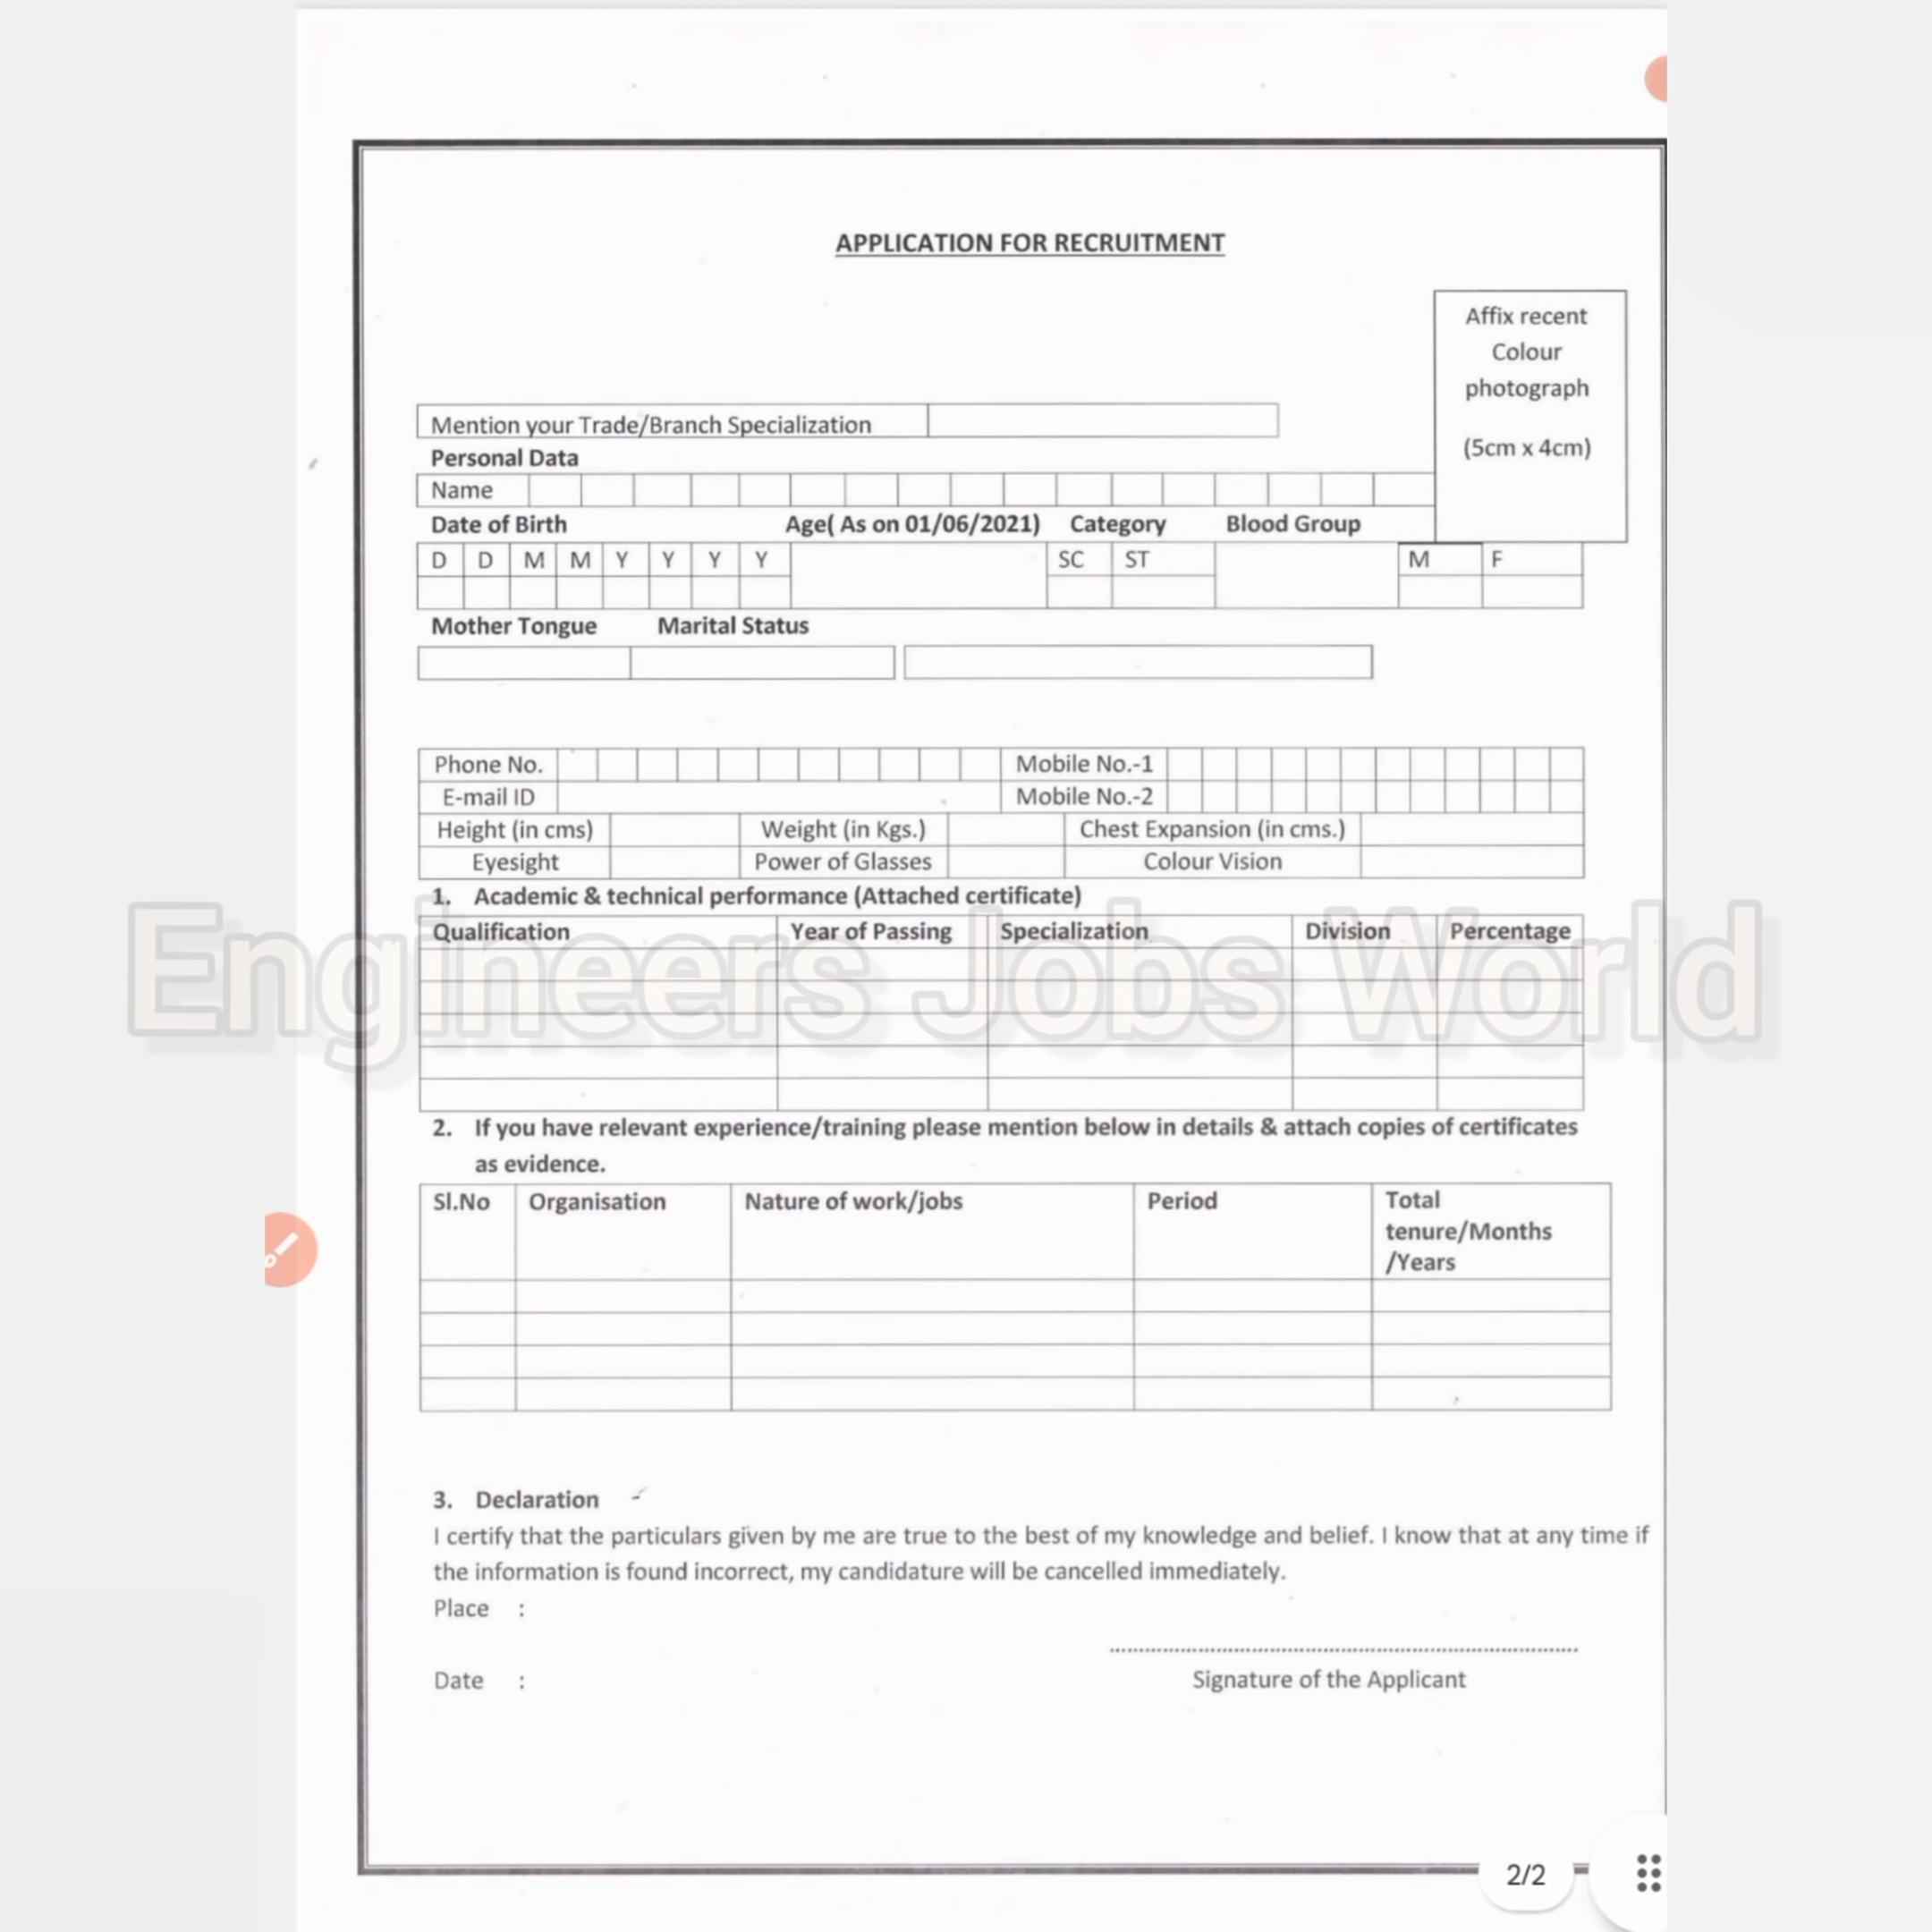 APPLICATION FOR RECRUITMENT
Affix recent
Colour
photograph
(5cm x 4cm)
Mention your Trade/Branch Specialization
Personal Data
Name
Date of Birth Age( As on 01/06/2021) Category Blood Group
D D M M Y Y Y Y SC ST M F
Mother Tongue Marital Status
Phone No. Mobile No.-1
E-mail ID Mobile No.-2
Height (in cms) Weight (in Kgs.) Chest Expansion (in cms.)
Eyesight Power of Glasses Colour Vision
1. Academic & technical performance (Attached certificate)
Qualification Year of Passing Specialization Division Percentage
Engineers Jobs World
2. If you have relevant experience/training please mention below in details & attach copies of certificates
as evidence.
Sl.No Organisation Nature of work/jobs Period Total
tenure/Months
/Years
3. Declaration
I certify that the particulars given by me are true to the best of my knowledge and belief. I know that at any time if
the information is found incorrect, my candidature will be cancelled immediately.
Place :
Date :
Signature of the Applicant
2/2